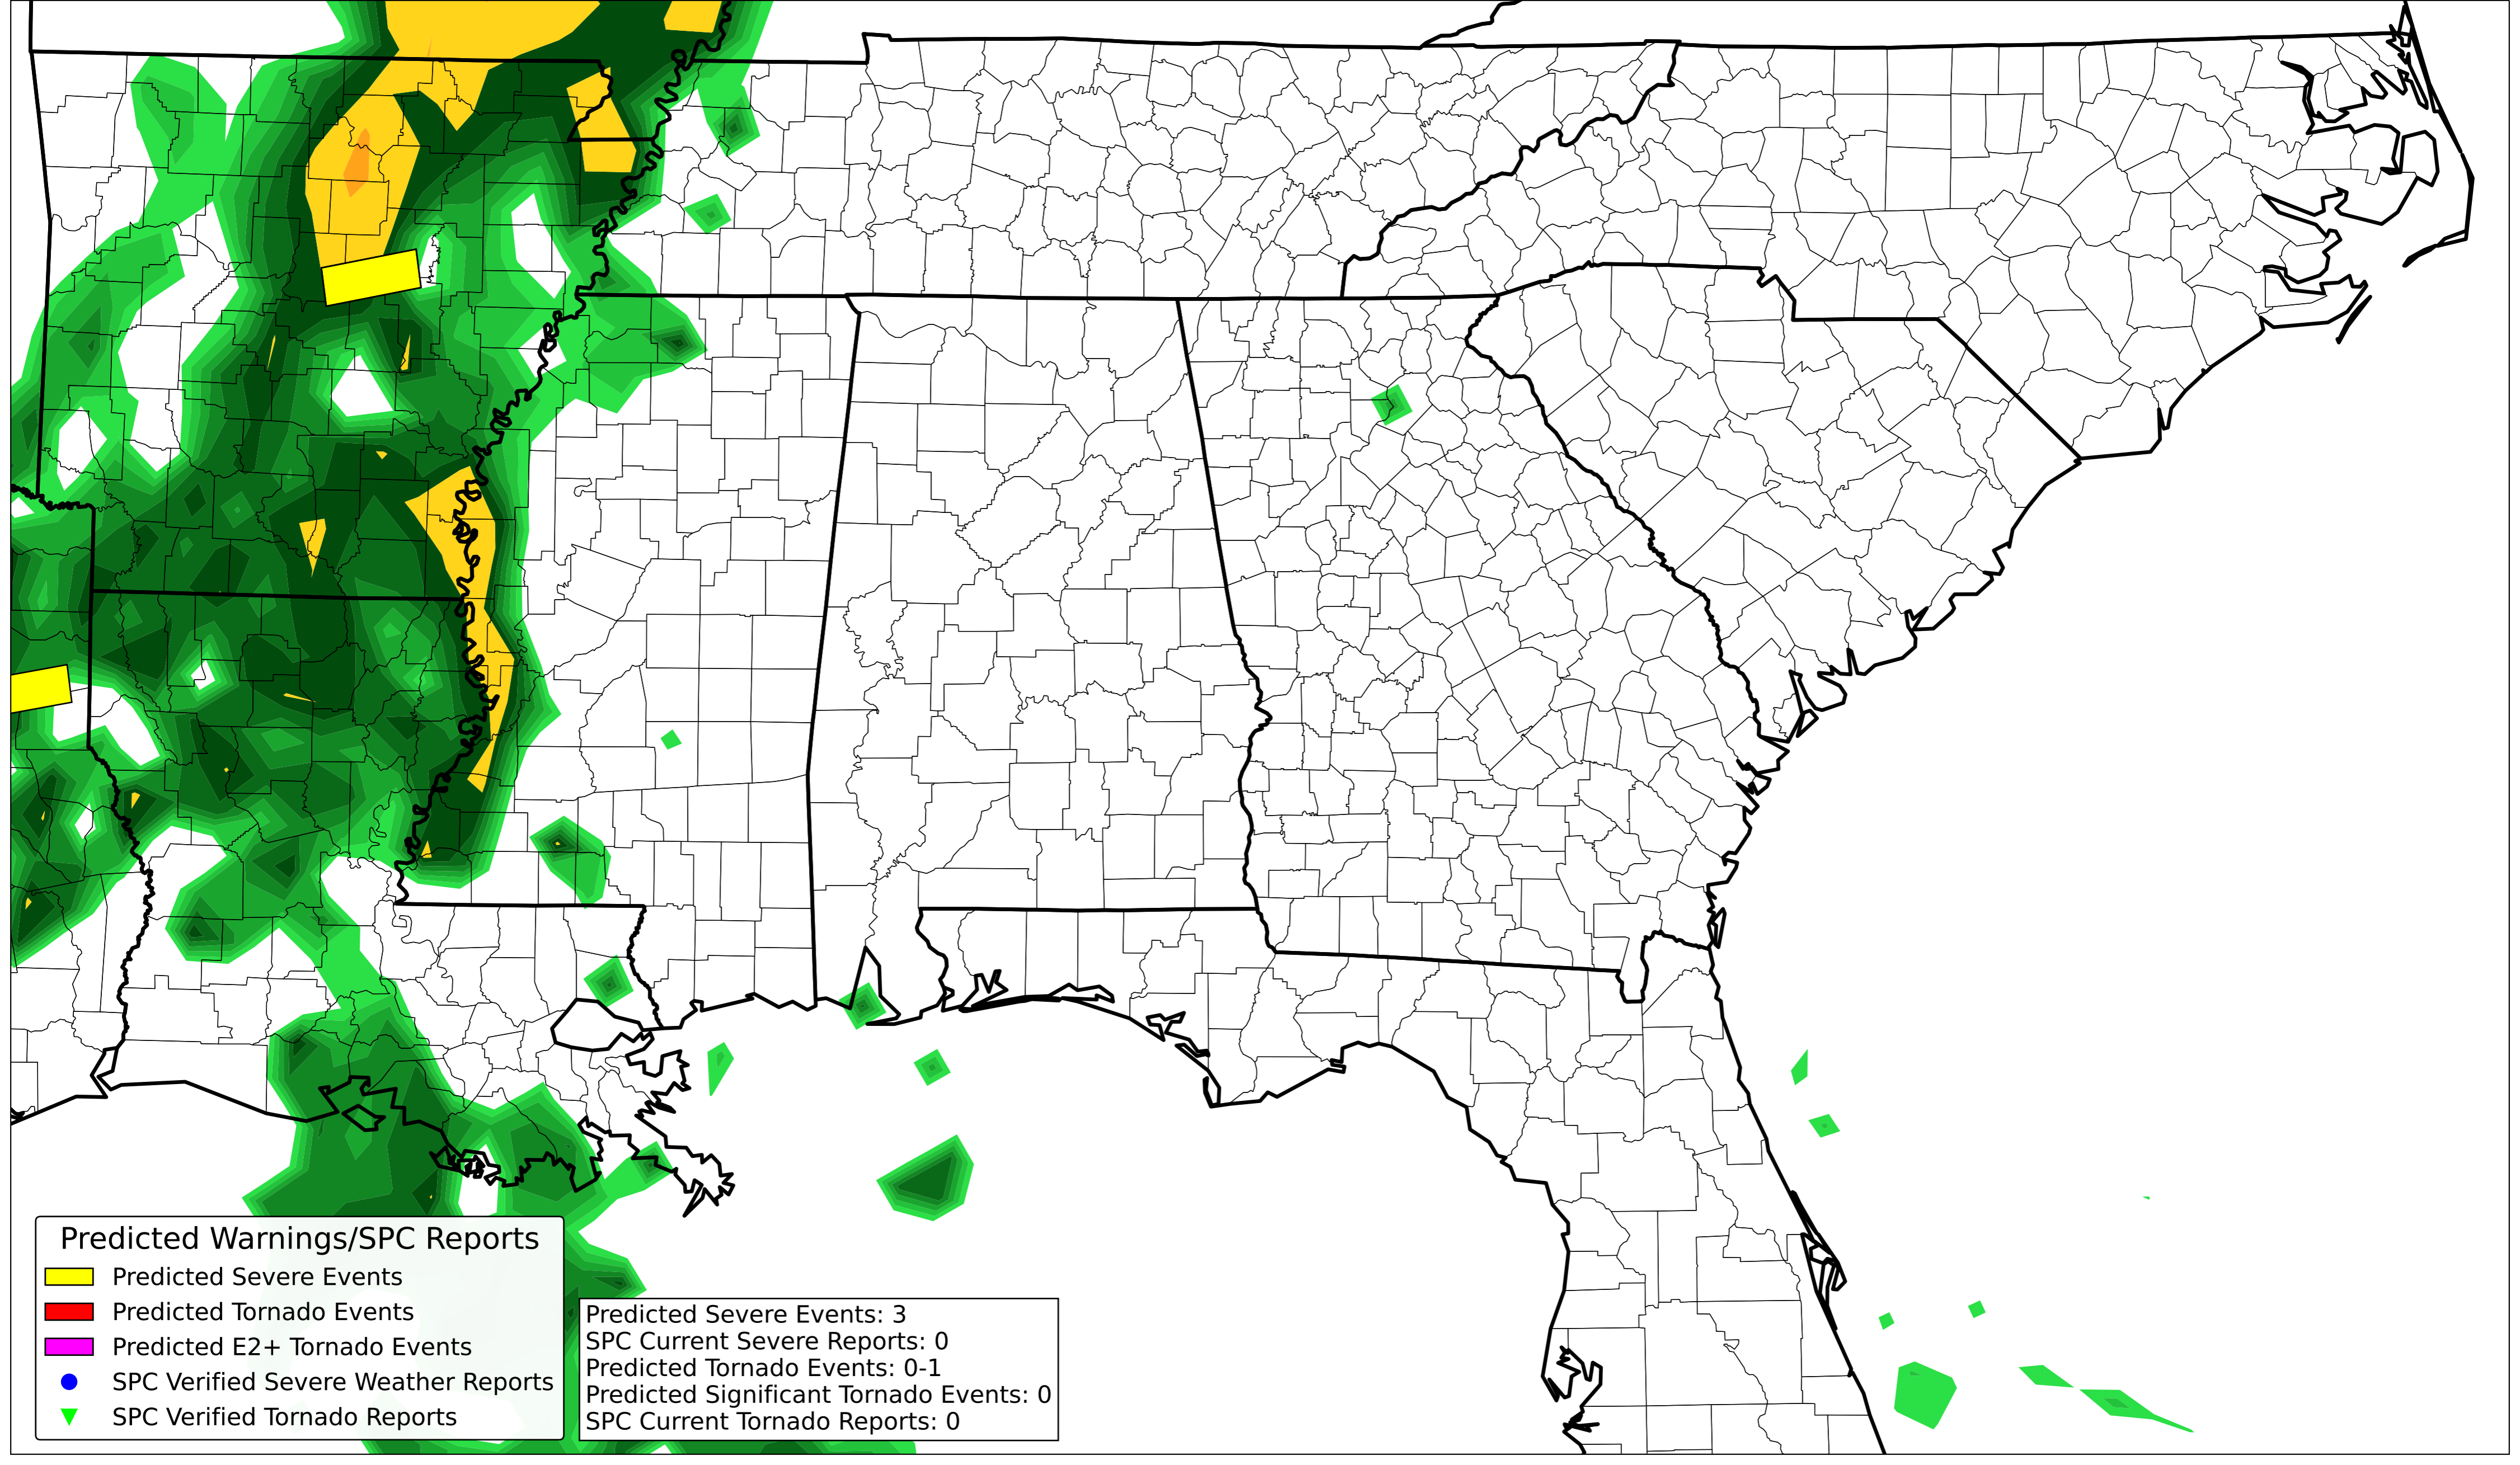 Predicted Warnings/SPC Reports
Predicted Severe Events
Predicted Tornado Events
Predicted E2+ Tornado Events
SPC Verified Severe Weather Reports
SPC Verified Tornado Reports
Predicted Severe Events: 3
SPC Current Severe Reports: 0
Predicted Tornado Events: 0-1
Predicted Significant Tornado Events: 0
SPC Current Tornado Reports: 0